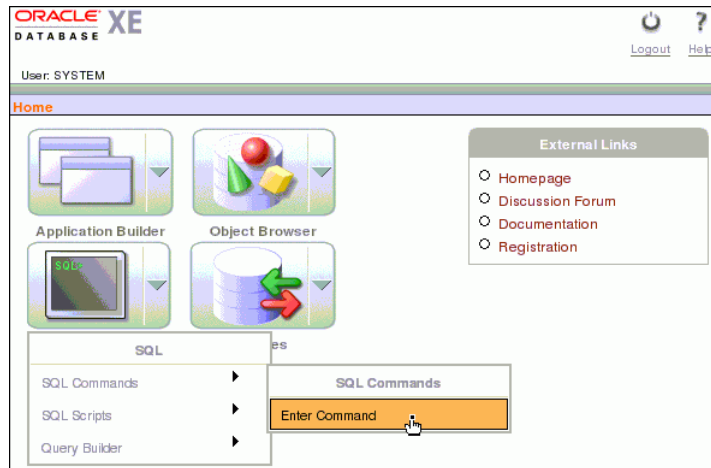 ORACLE XE
DATABASE
Logout Help
User: SYSTEM
Home
External Links
Homepage
Discussion Forum
Documentation
Registration
Application Builder Object Browser
SQL>
es
SQL
SQL Commands
SQL Scripts
Query Builder
SQL Commands
Enter Command